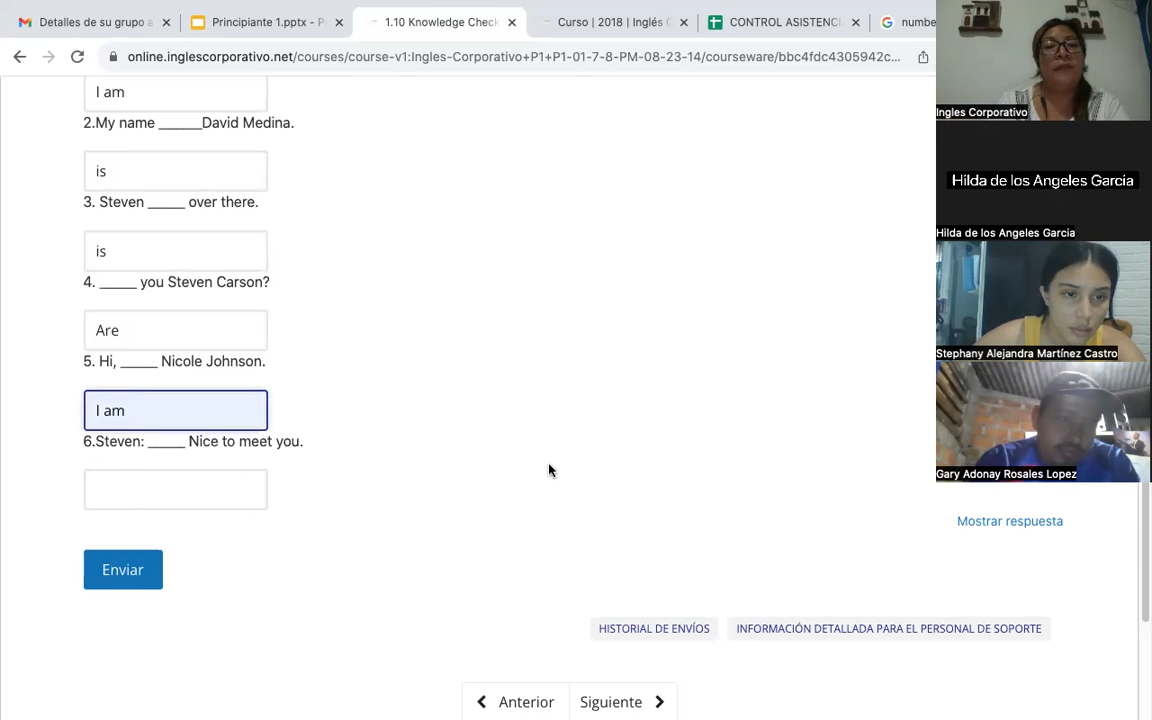 Detalles de su grupo a
Principiante 1.pptx - P
1.10 Knowledge Check
Curso | 2018 | Inglés C
CONTROL ASISTENCI
numbe
online.inglescorporativo.net/courses/course-v1:Ingles-Corporativo+P1+P1-01-7-8-PM-08-23-14/courseware/bbc4fdc4305942c...
I am
2.My name ______David Medina.
is
3. Steven _____ over there.
is
4. _____ you Steven Carson?
Are
5. Hi, _____ Nicole Johnson.
I am
6.Steven: _____ Nice to meet you.
Enviar
Mostrar respuesta
HISTORIAL DE ENVÍOS
INFORMACIÓN DETALLADA PARA EL PERSONAL DE SOPORTE
Anterior
Siguiente
Ingles Corporativo
Hilda de los Angeles Garcia
Hilda de los Angeles Garcia
Stephany Alejandra Martínez Castro
Gary Adonay Rosales Lopez